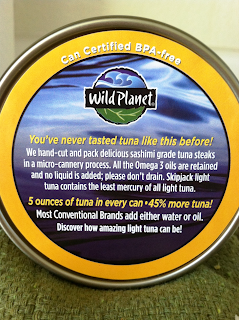 Can Certified BPA-free
Wild Planet
You've never tasted tuna like this before!
We hand-cut and pack delicious sashimi grade tuna steaks
in a micro-cannery process. All the Omega 3 oils are retained
and no liquid is added; please don't drain. Skipjack light
tuna contains the least mercury of all light tuna.
5 ounces of tuna in every can • 45% more tuna!
Most Conventional Brands add either water or oil.
Discover how amazing light tuna can be!